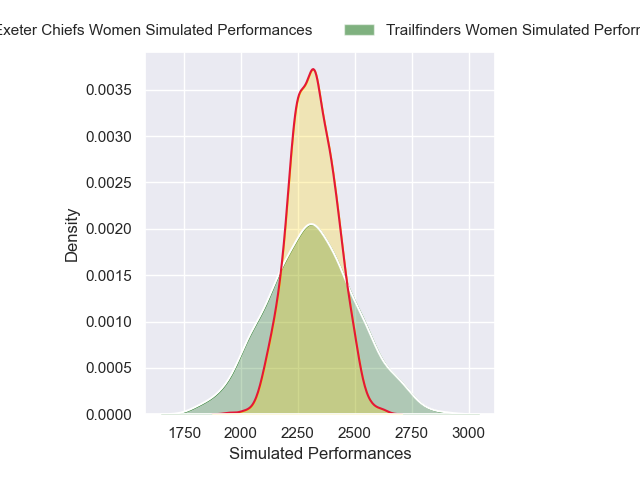 Exeter Chiefs Women Simulated Performances
Trailfinders Women Simulated
0.0035
0.0030
0.0025
0.0020
0.0015
0.0010
0.0005
0.0000
Density
1750 2000 2250 2500 2750 3000
Simulated Performances